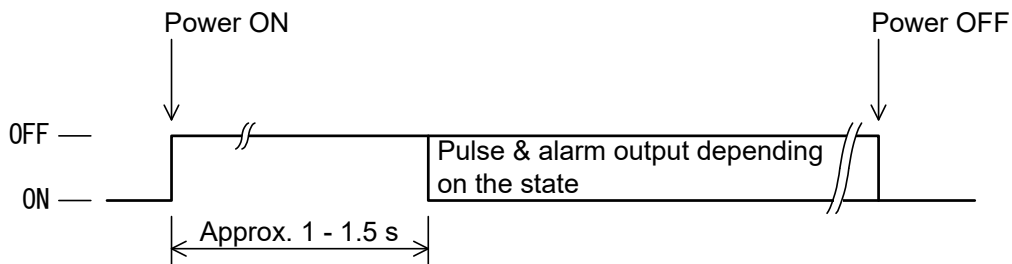 Power ON
Power OFF
OFF
Pulse & alarm output depending
on the state
ON
Approx. 1 - 1.5 s